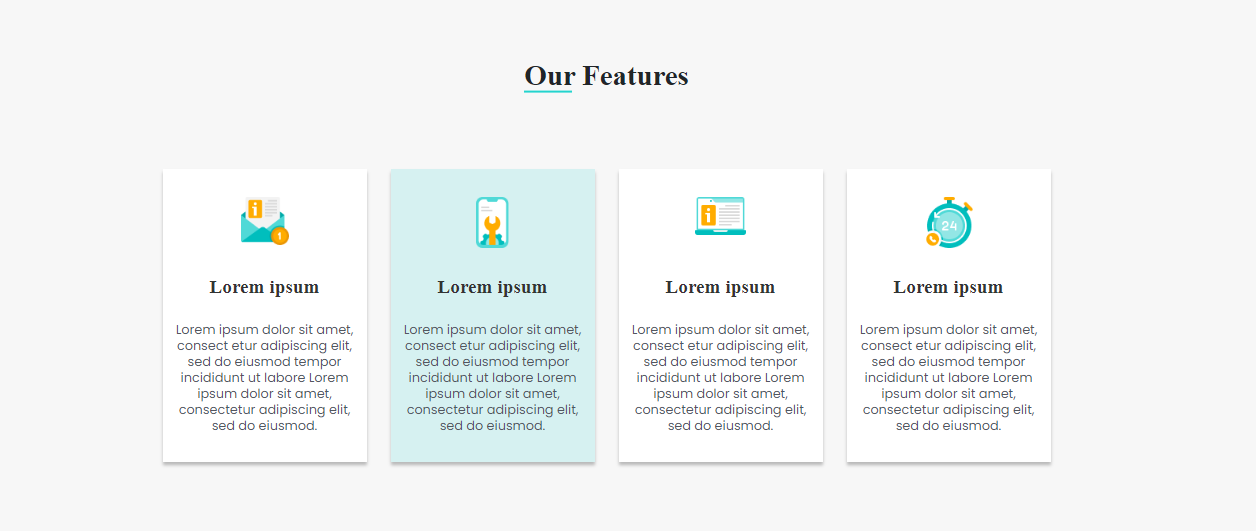 Our Features
24
Lorem ipsum
Lorem ipsum dolor sit amet,
consect etur adipiscing elit,
sed do eiusmod tempor
incididunt ut labore Lorem
ipsum dolor sit amet,
consectetur adipiscing elit,
sed do eiusmod.
Lorem ipsum
Lorem ipsum dolor sit amet,
consect etur adipiscing elit,
sed do eiusmod tempor
incididunt ut labore Lorem
ipsum dolor sit amet,
consectetur adipiscing elit,
sed do eiusmod.
Lorem ipsum
Lorem ipsum dolor sit amet,
consect etur adipiscing elit,
sed do eiusmod tempor
incididunt ut labore Lorem
ipsum dolor sit amet,
consectetur adipiscing elit,
sed do eiusmod.
Lorem ipsum
Lorem ipsum dolor sit amet,
consect etur adipiscing elit,
sed do eiusmod tempor
incididunt ut labore Lorem
ipsum dolor sit amet,
consectetur adipiscing elit,
sed do eiusmod.